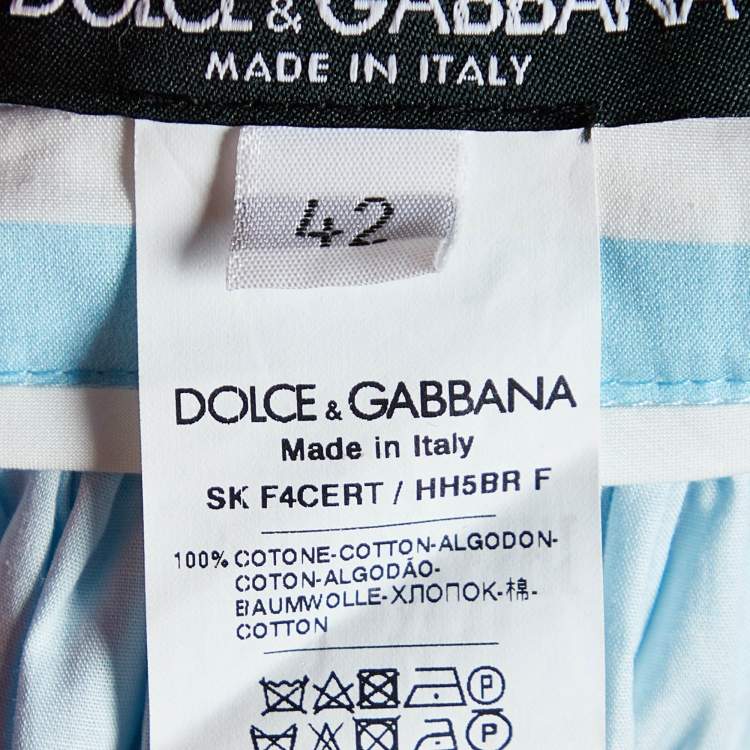 DOLCE & GABBANA
MADE IN ITALY
42
DOLCE & GABBANA
Made in Italy
SK F4CERT / HH5BR F
100% COTONE-COTTON-ALGODON-
COTON-ALGODÃO-
BAUMWOLLE-ХЛОПОК-棉-
COTTON
P
P